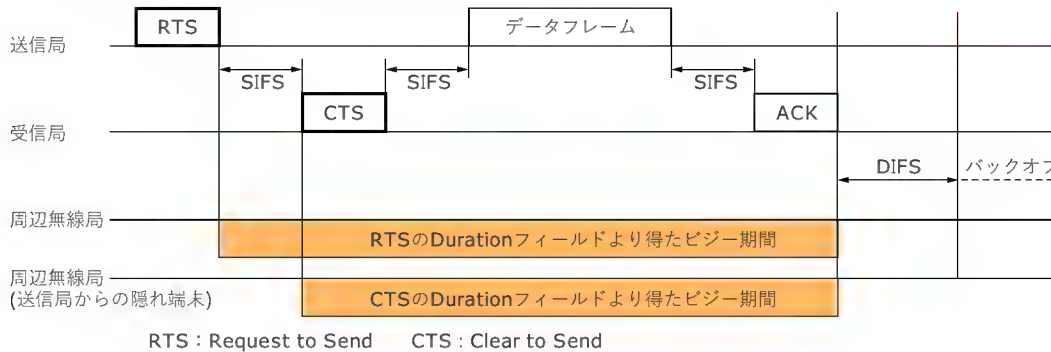 RTS
データフレーム
送信局
SIFS
SIFS
SIFS
CTS
ACK
受信局
DIFS
バックオフ
周辺無線局
RTSのDurationフィールドより得たビジー期間
周辺無線局
(送信局からの隠れ端末)
CTSのDurationフィールドより得たビジー期間
RTS：Request to Send CTS：Clear to Send